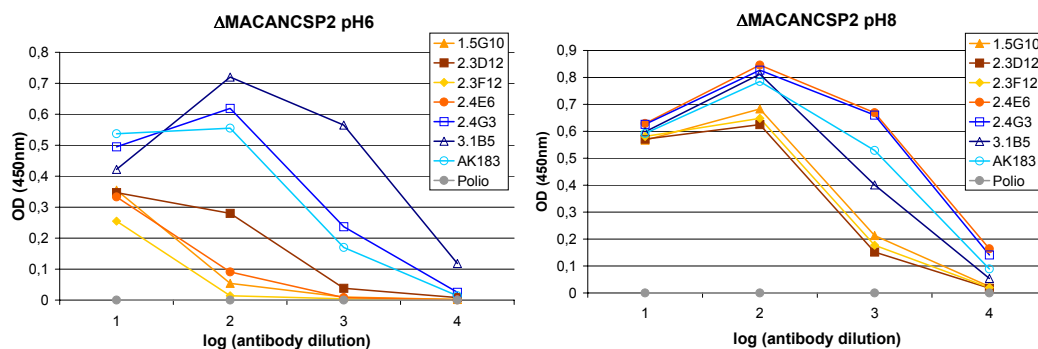 ΔMACANCSP2 pH6
OD (450nm)
0,8
0,7
0,6
0,5
0,4
0,3
0,2
0,1
0
1 2 3 4
log (antibody dilution)
1.5G10
2.3D12
2.3F12
2.4E6
2.4G3
3.1B5
AK183
Polio
ΔMACANCSP2 pH8
OD (450nm)
0,9
0,8
0,7
0,6
0,5
0,4
0,3
0,2
0,1
0
1 2 3 4
log (antibody dilution)
1.5G10
2.3D12
2.3F12
2.4E6
2.4G3
3.1B5
AK183
Polio